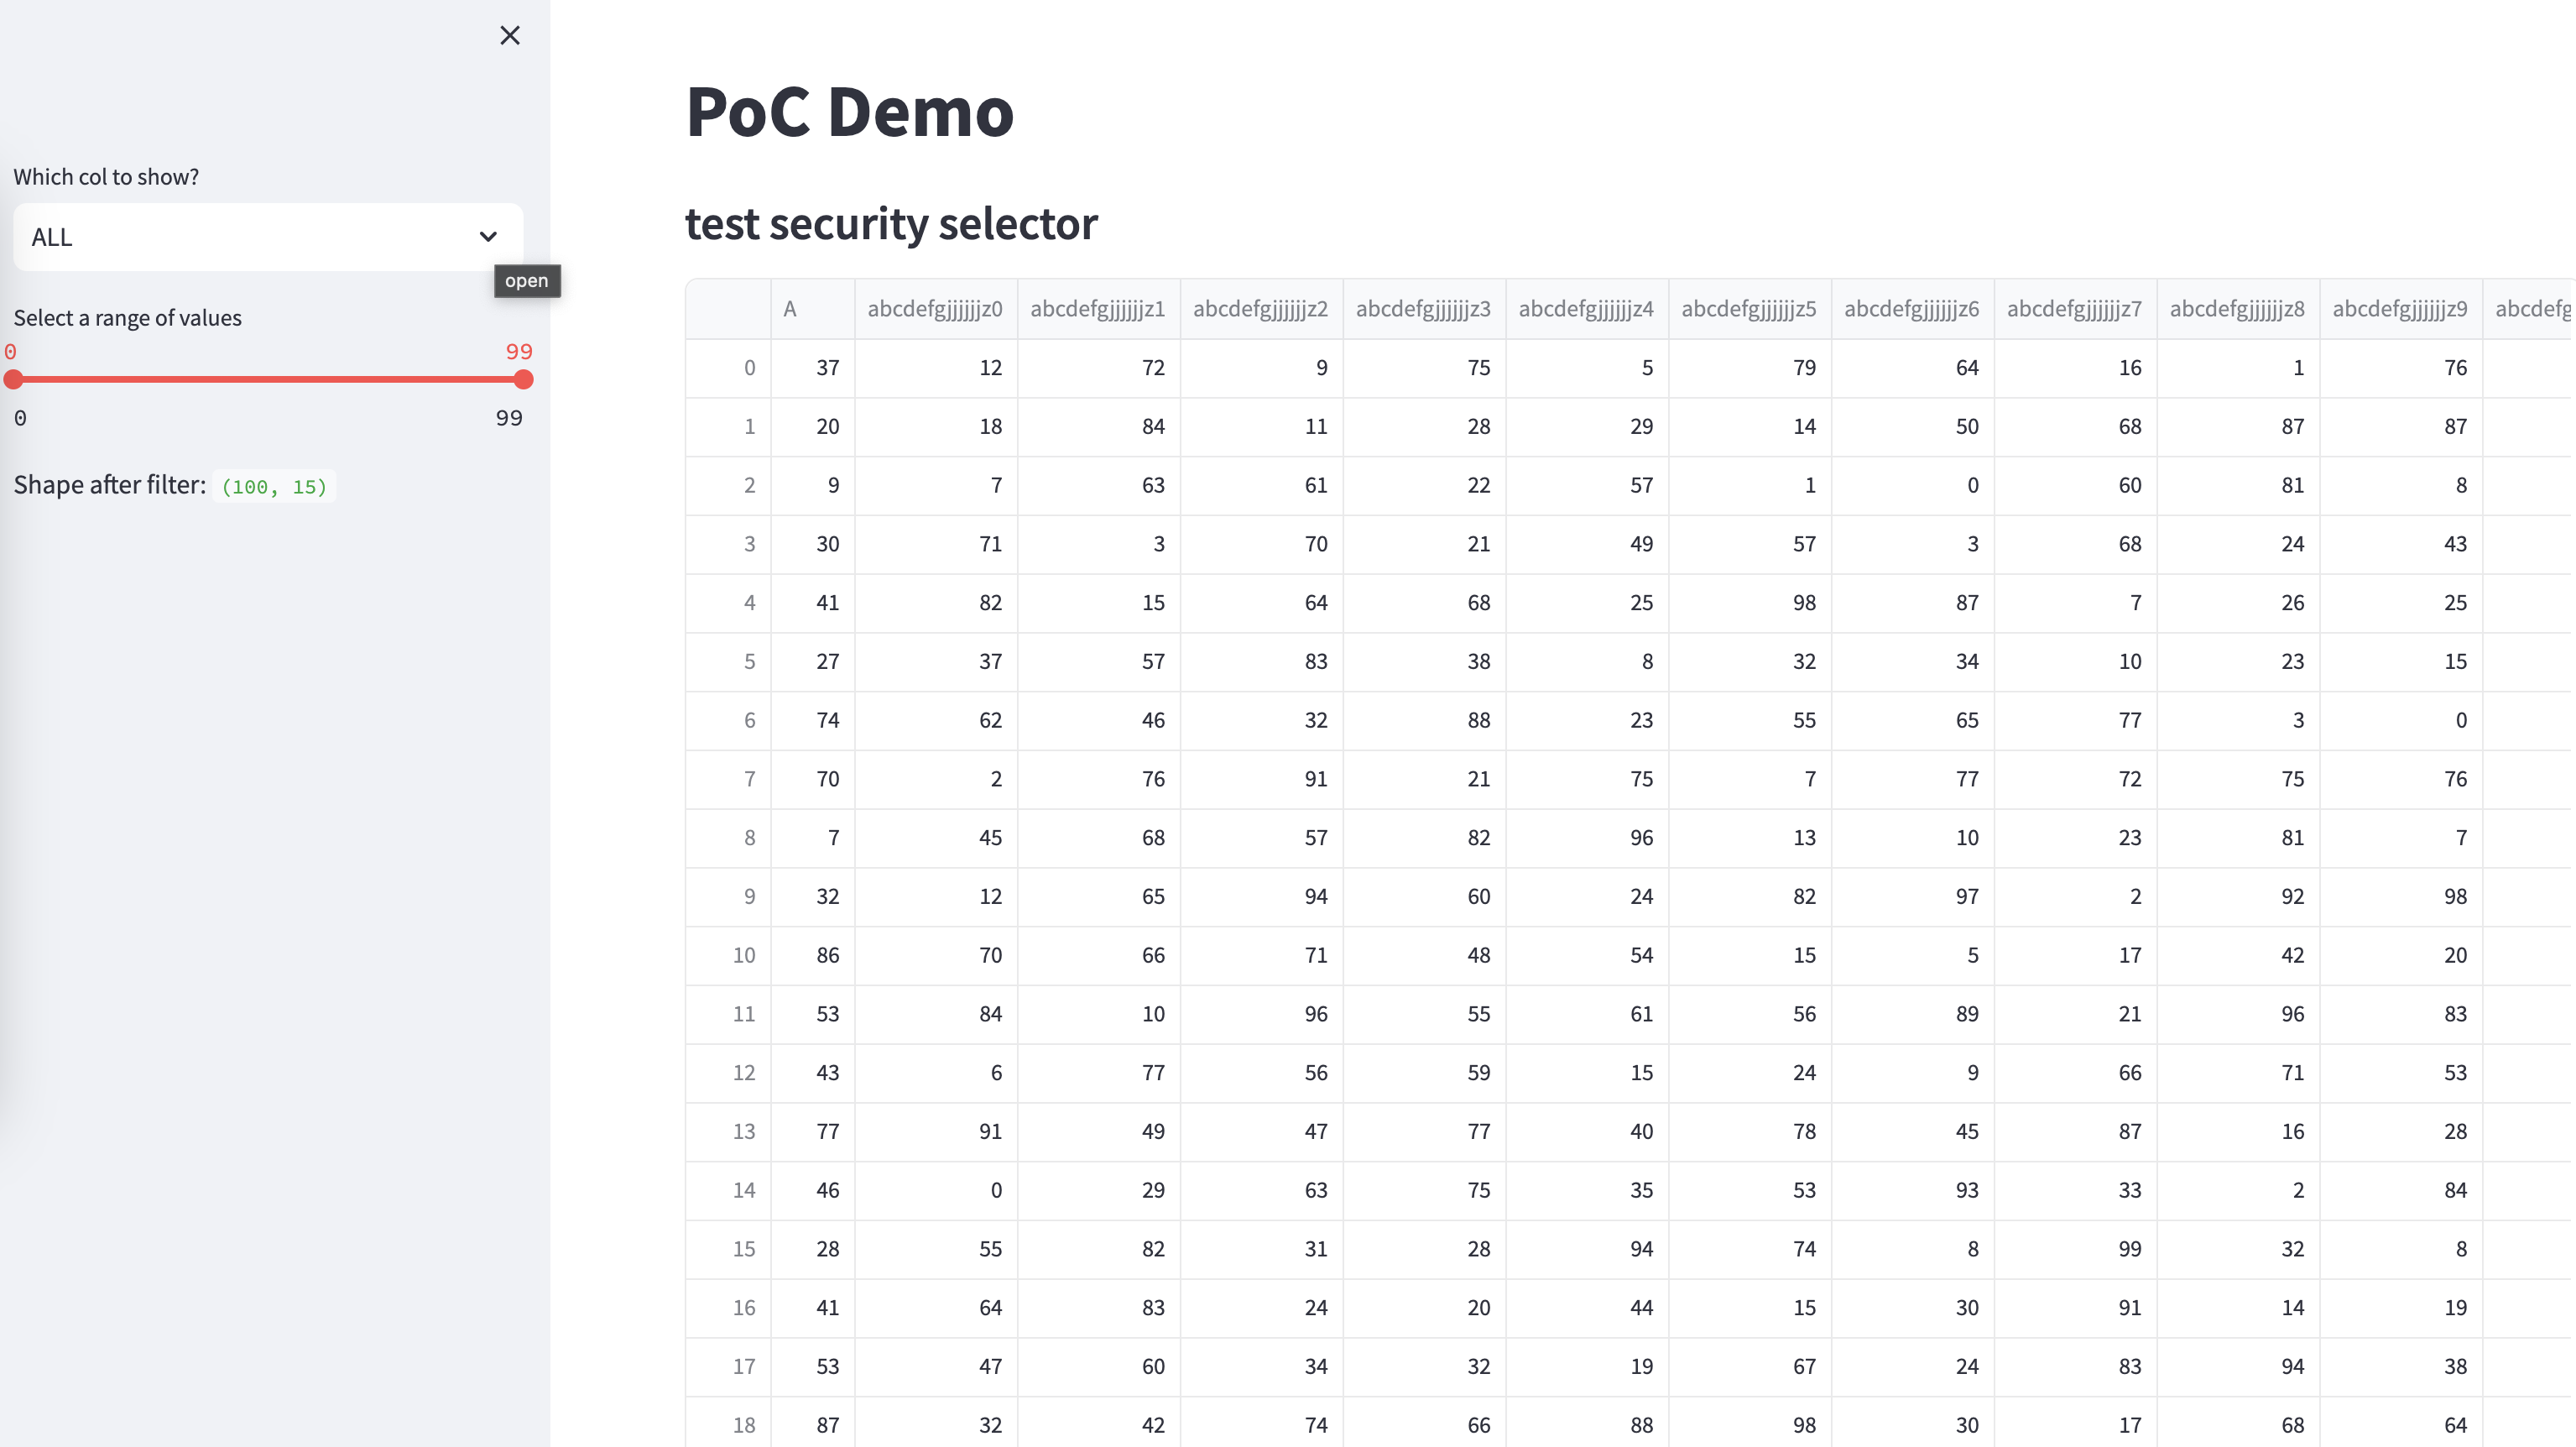 Which col to show?
ALL
open
Select a range of values
0 99
0 99
Shape after filter: (100, 15)
PoC Demo
test security selector
A abcdefgjjjjjjz0 abcdefgjjjjjjz1 abcdefgjjjjjjz2 abcdefgjjjjjjz3 abcdefgjjjjjjz4 abcdefgjjjjjjz5 abcdefgjjjjjjz6 abcdefgjjjjjjz7 abcdefgjjjjjjz8 abcdefgjjjjjjz9 abcdefg
0 37 12 72 9 75 5 79 64 16 1 76
1 20 18 84 11 28 29 14 50 68 87 87
2 9 7 63 61 22 57 1 0 60 81 8
3 30 71 3 70 21 49 57 3 68 24 43
4 41 82 15 64 68 25 98 87 7 26 25
5 27 37 57 83 38 8 32 34 10 23 15
6 74 62 46 32 88 23 55 65 77 3 0
7 70 2 76 91 21 75 7 77 72 75 76
8 7 45 68 57 82 96 13 10 23 81 7
9 32 12 65 94 60 24 82 97 2 92 98
10 86 70 66 71 48 54 15 5 17 42 20
11 53 84 10 96 55 61 56 89 21 96 83
12 43 6 77 56 59 15 24 9 66 71 53
13 77 91 49 47 77 40 78 45 87 16 28
14 46 0 29 63 75 35 53 93 33 2 84
15 28 55 82 31 28 94 74 8 99 32 8
16 41 64 83 24 20 44 15 30 91 14 19
17 53 47 60 34 32 19 67 24 83 94 38
18 87 32 42 74 66 88 98 30 17 68 64